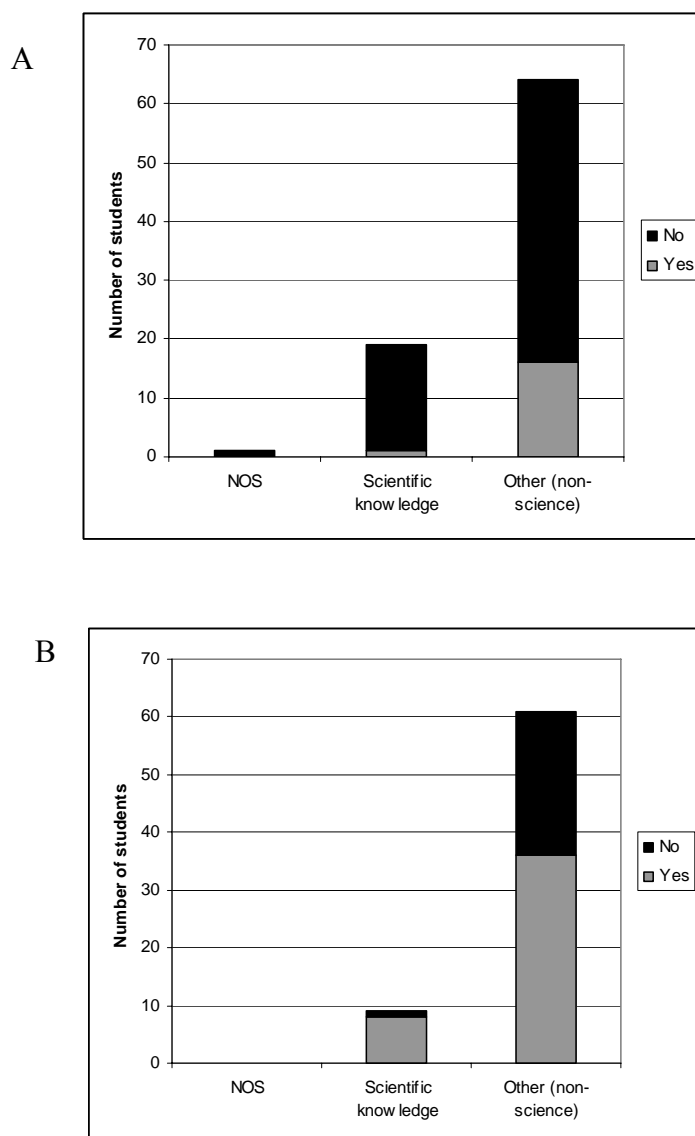 A
70
60
50
40
30
20
10
0
Number of students
NOS
Scientific
know ledge
Other (non-
science)
No
Yes
B
70
60
50
40
30
20
10
0
Number of students
NOS
Scientific
know ledge
Other (non-
science)
No
Yes